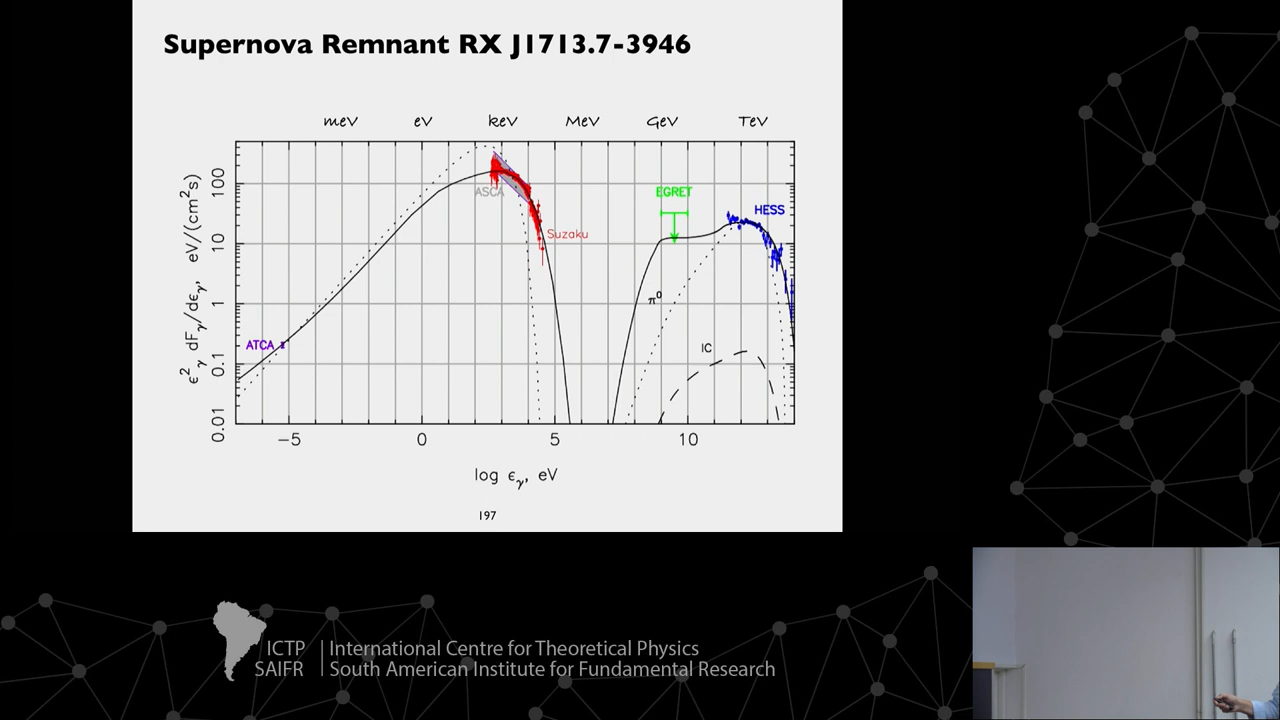 Supernova Remnant RX J1713.7-3946
meV eV keV MeV GeV TeV
ε²γ dFγ/dεγ, eV/(cm²s)
100
10
1
0.1
0.01
ASCA
Suzaku
EGRET
HESS
π⁰
IC
ATCA
−5 0 5 10
log εγ, eV
197
ICTP International Centre for Theoretical Physics
SAIFR South American Institute for Fundamental Research